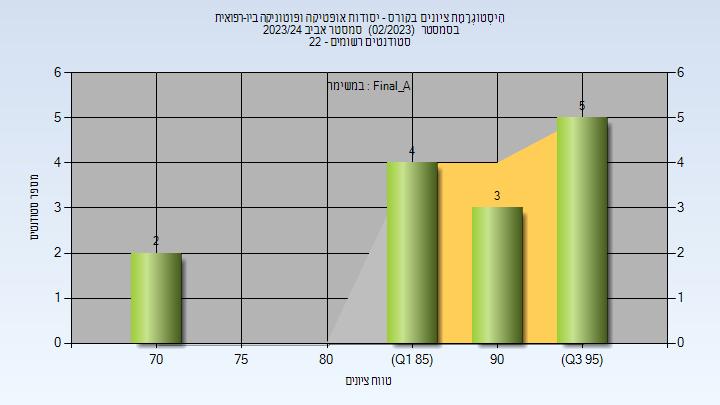 הִיסְטוֹגְרָמַת ציונים בקורס - יסודות אופטיקה ופוטוניקה ביו-רפואית
בסמסטר (02/2023) סמסטר אביב 2023/24
סטודנטים רשומים - 22
במשימה : Final_A
מספר סטודנטים
6 6
5 5
4 4
3 3
2 2
1 1
0 0
2 4 3 5
70 75 80 (Q1 85) 90 (Q3 95)
טווח ציונים